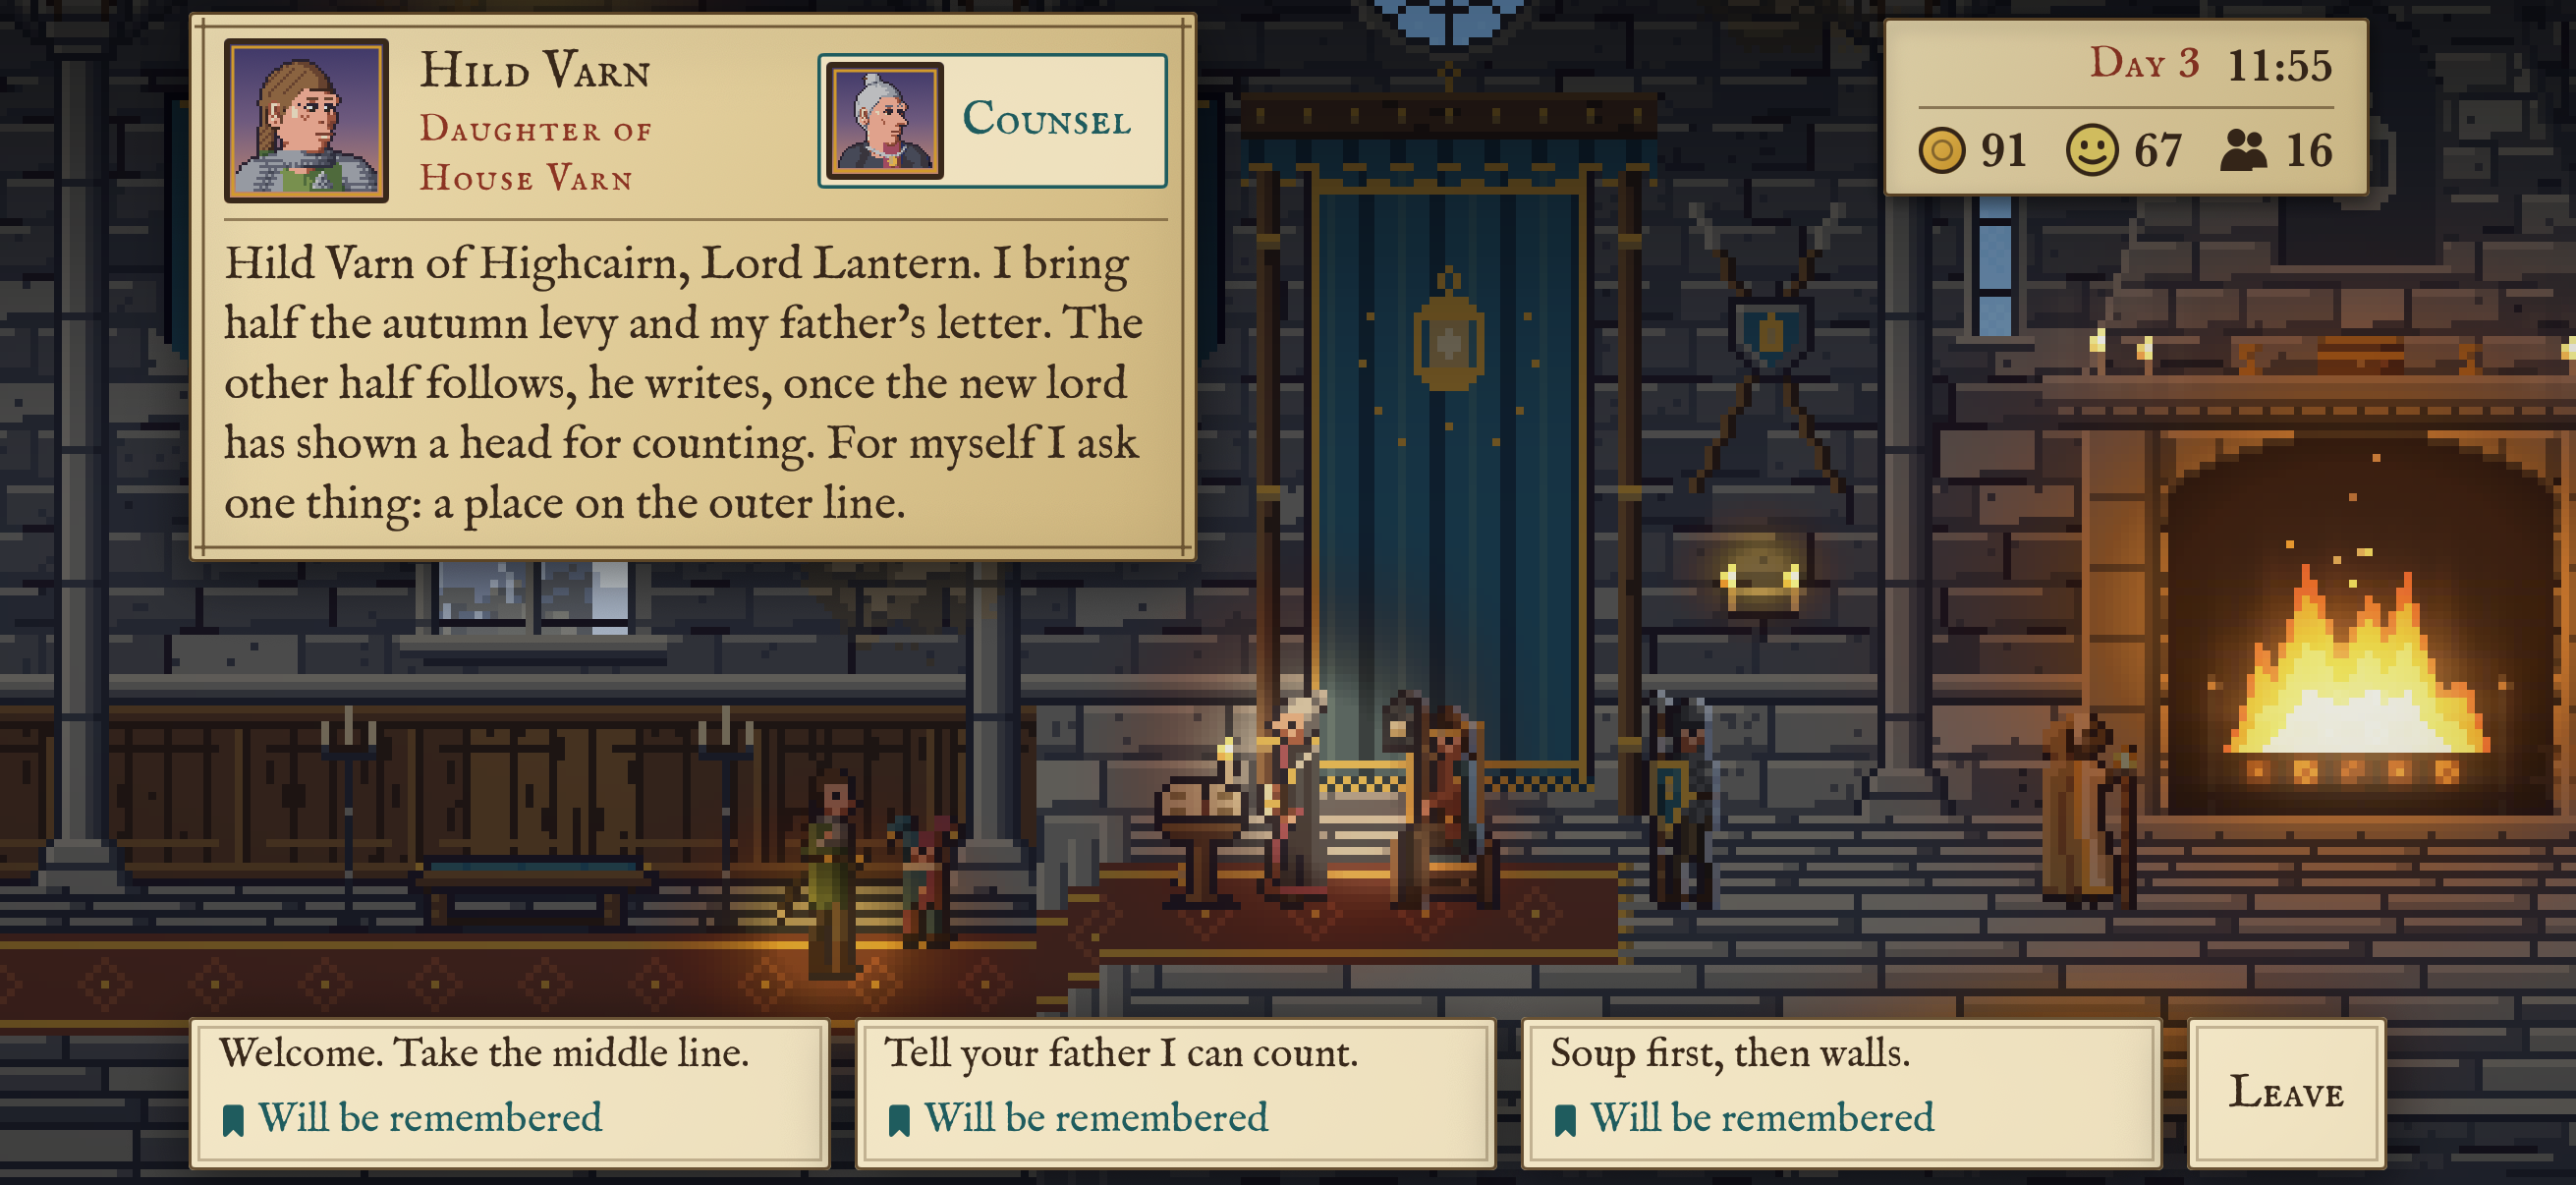 Hild Varn
Daughter of
House Varn
Counsel
Hild Varn of Highcairn, Lord Lantern. I bring
half the autumn levy and my father’s letter. The
other half follows, he writes, once the new lord
has shown a head for counting. For myself I ask
one thing: a place on the outer line.
Day 3 11:55
91 67 16
Welcome. Take the middle line.
Will be remembered
Tell your father I can count.
Will be remembered
Soup first, then walls.
Will be remembered
Leave